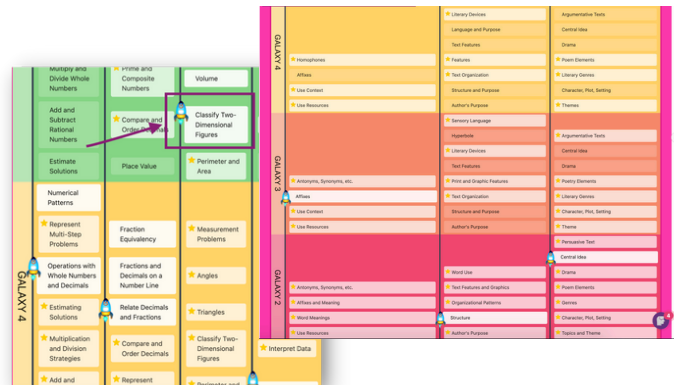 Multiply and
Divide Whole
Numbers
Prime and
Composite
Numbers
Volume
Add and
Subtract
Rational
Numbers
Compare and
Order Decimals
Classify Two-
Dimensional
Figures
Estimate
Solutions
Place Value
Perimeter and
Area
Numerical
Patterns
GALAXY 4
Represent
Multi-Step
Problems
Fraction
Equivalency
Measurement
Problems
Operations with
Whole Numbers
and Decimals
Fractions and
Decimals on a
Number Line
Angles
Estimating
Solutions
Relate Decimals
and Fractions
Triangles
Multiplication
and Division
Strategies
Compare and
Order Decimals
Classify Two-
Dimensional
Figures
Interpret Data
Add and
Represent
Perimeter and
GALAXY 4
Literary Devices
Argumentative Texts
Language and Purpose
Central Idea
Text Features
Drama
Homophones
Features
Poem Elements
Affixes
Text Organization
Literary Genres
Use Context
Structure and Purpose
Character, Plot, Setting
Use Resources
Author's Purpose
Themes
GALAXY 3
Sensory Language
Hyperbole
Argumentative Texts
Literary Devices
Central Idea
Text Features
Drama
Antonyms, Synonyms, etc.
Print and Graphic Features
Poetry Elements
Affixes
Text Organization
Literary Genres
Use Context
Structure and Purpose
Character, Plot, Setting
Use Resources
Author's Purpose
Theme
GALAXY 2
Persuasive Text
Central Idea
Word Use
Drama
Antonyms, Synonyms, etc.
Text Features and Graphics
Poem Elements
Affixes and Meaning
Organizational Patterns
Genres
Word Meanings
Structure
Character, Plot, Setting
Use Resources
Author's Purpose
Topics and Theme
4